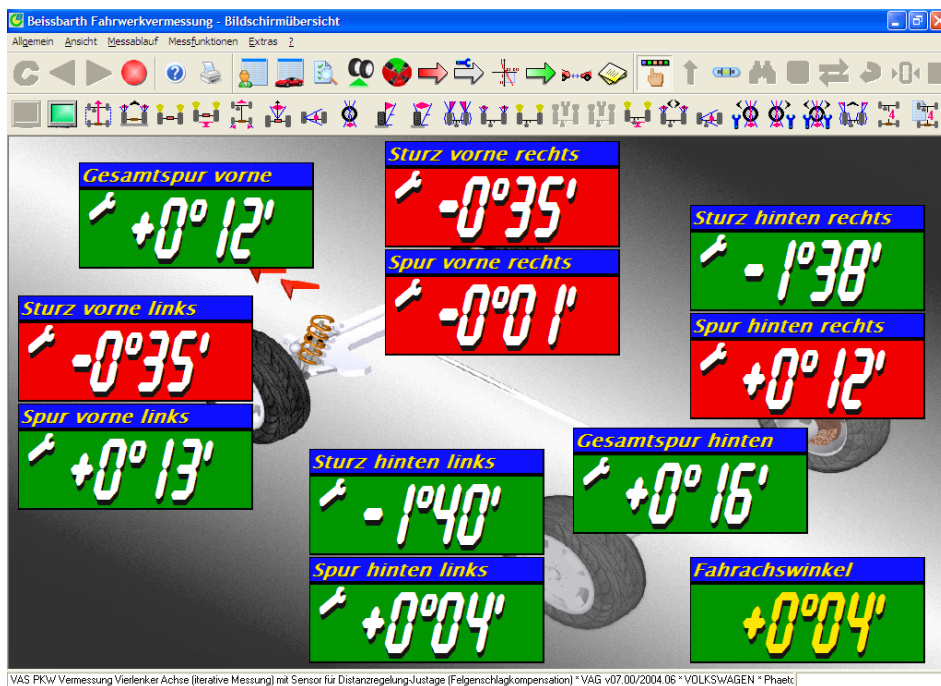 Beissbarth Fahrwerkvermessung - Bildschirmübersicht
Allgemein Ansicht Messablauf Messfunktionen Extras ?
Gesamtspur vorne
+0°12'
Sturz vorne rechts
-0°35'
Spur vorne rechts
-0°01'
Sturz hinten rechts
-1°38'
Spur hinten rechts
+0°12'
Sturz vorne links
-0°35'
Spur vorne links
+0°13'
Gesamtspur hinten
+0°16'
Sturz hinten links
-1°40'
Spur hinten links
+0°04'
Fahrachswinkel
+0°04'
VAS PKW Vermessung Vierlenker Achse (iterative Messung) mit Sensor für Distanzregelung-Justage (Felgenschlagkompensation) * VAG v07.00/2004.06 * VOLKSWAGEN * Phaetc